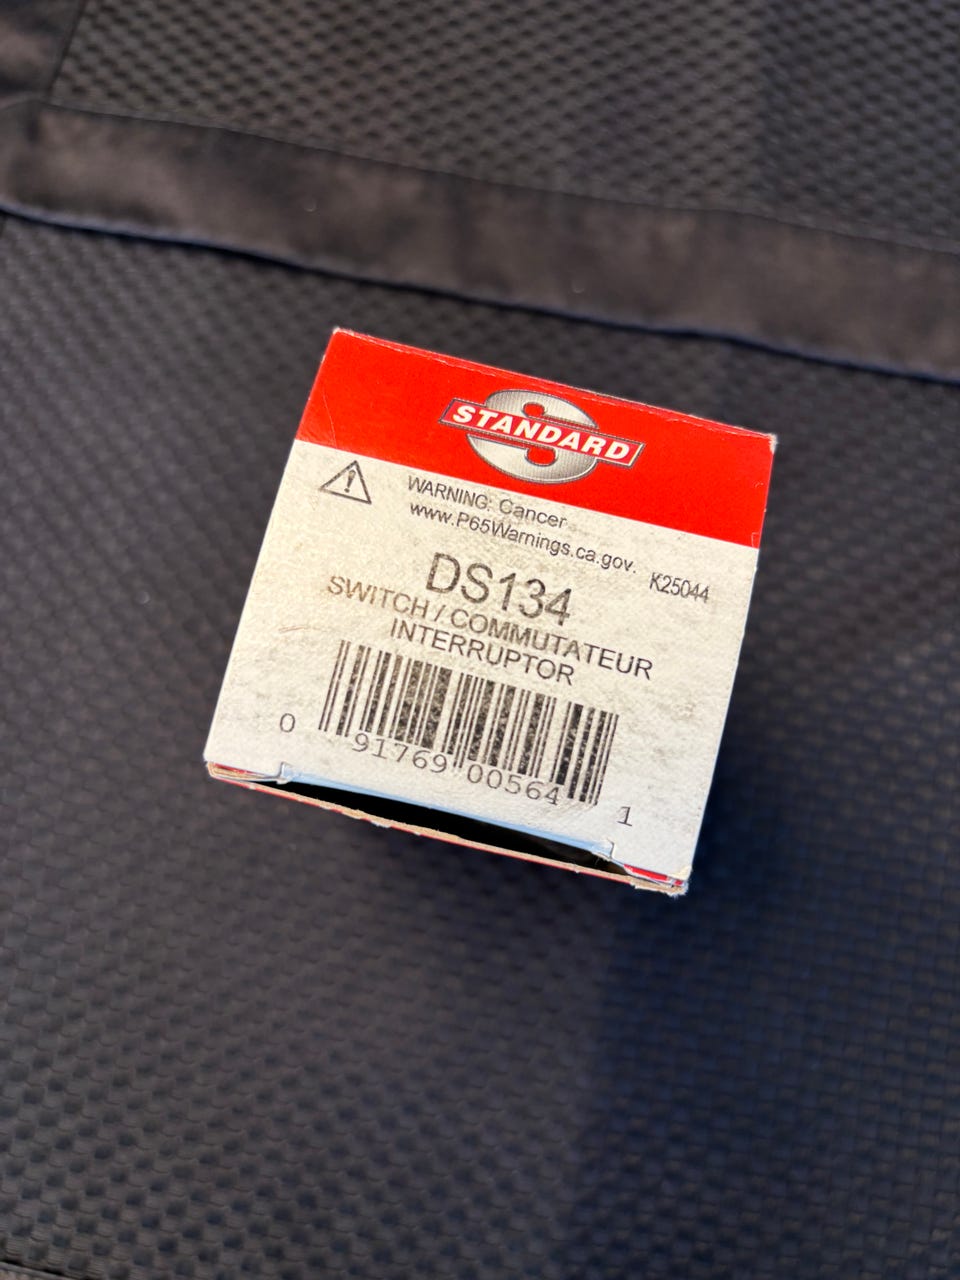 STANDARD
WARNING: Cancer
www.P65Warnings.ca.gov.
K25044
DS134
SWITCH / COMMUTATEUR
INTERRUPTOR
0 91769 00564 1